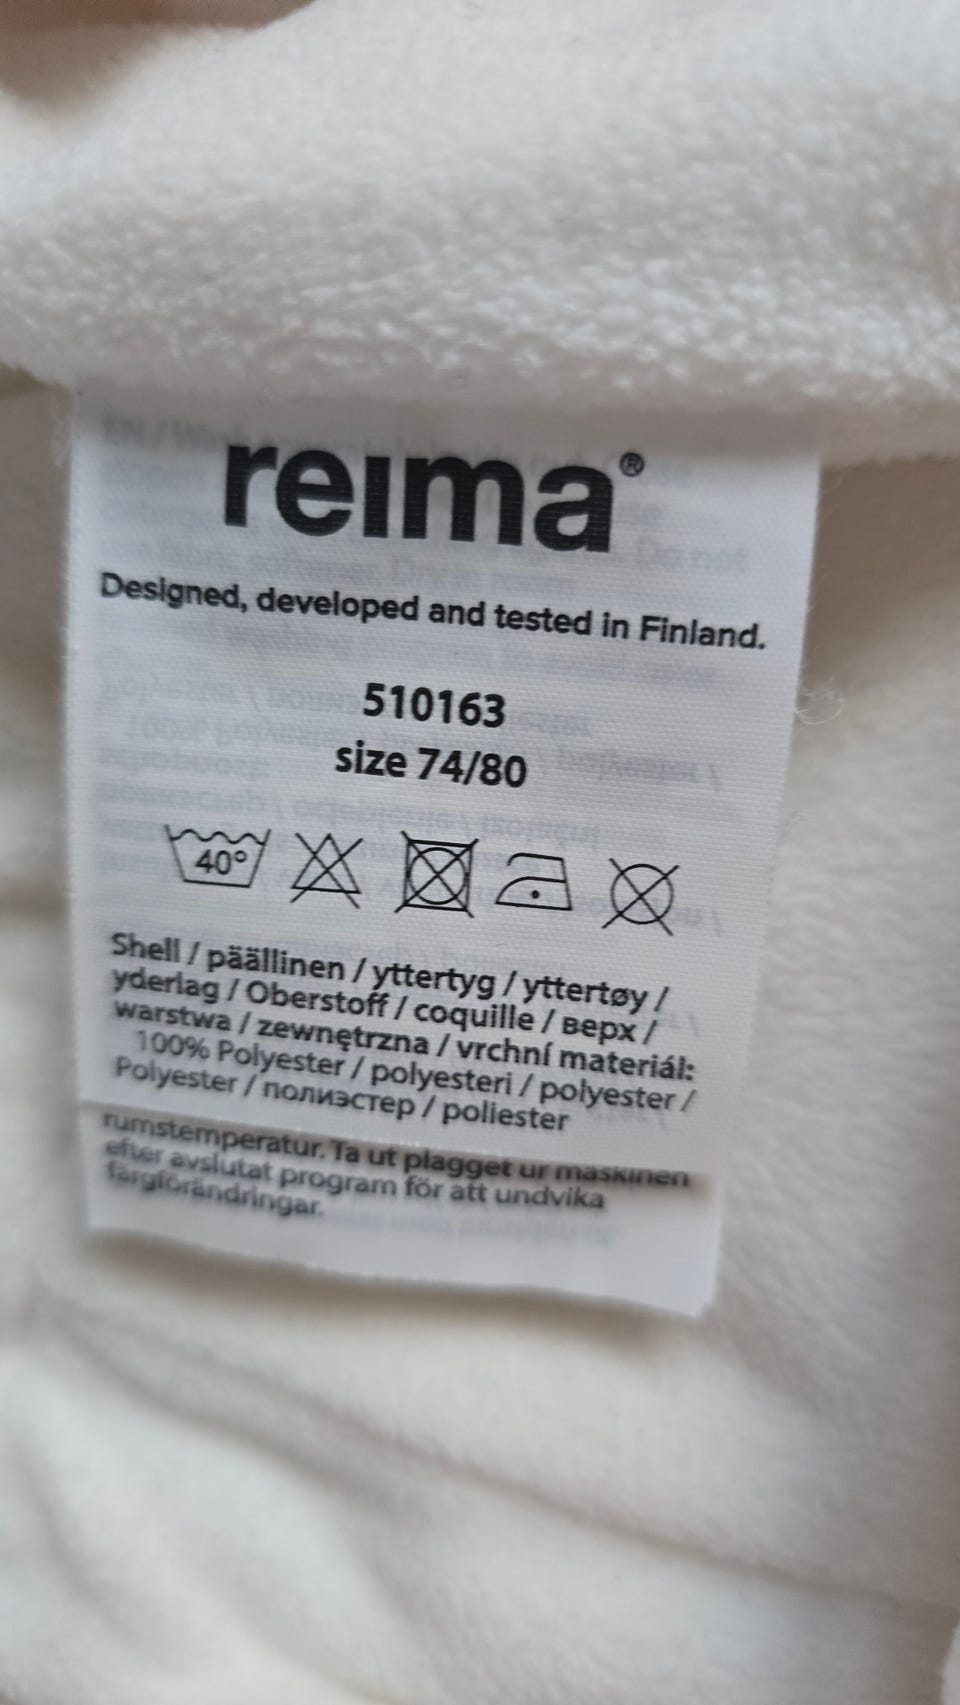 reima®
Designed, developed and tested in Finland.
510163
size 74/80
40°
Shell / päällinen / yttertyg / yttertøy /
yderlag / Oberstoff / coquille / верх /
warstwa / zewnętrzna / vrchní materiál:
100% Polyester / polyesteri / polyester /
Polyester / полиэстер / poliester
rumstemperatur. Ta ut plagget ur maskinen
efter avslutat program för att undvika
färgförändringar.